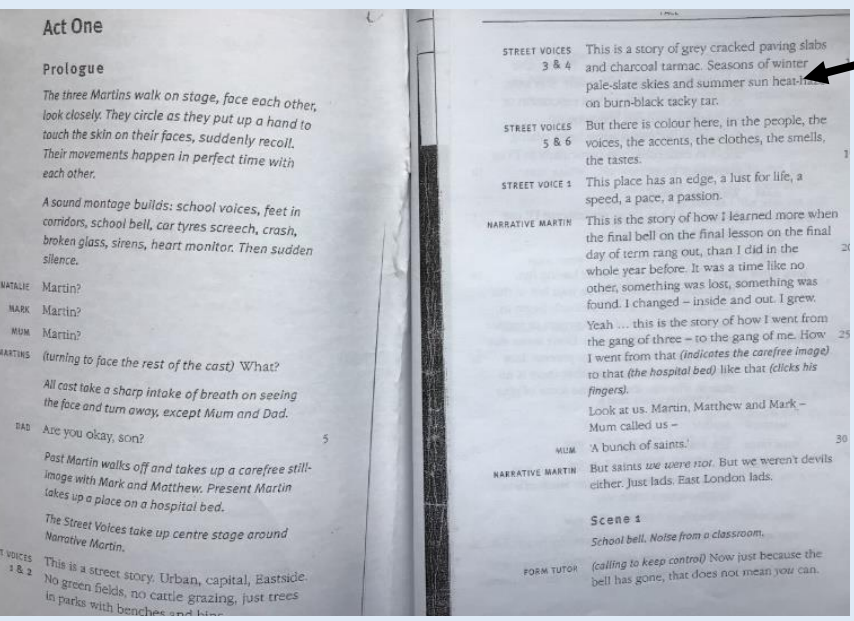 Act One
Prologue
The three Martins walk on stage, face each other,
look closely. They circle as they put up a hand to
touch the skin on their faces, suddenly recoil.
Their movements happen in perfect time with
each other.
A sound montage builds: school voices, feet in
corridors, school bell, car tyres screech, crash,
broken glass, sirens, heart monitor. Then sudden
silence.
NATALIE Martin?
MARK Martin?
MUM Martin?
MARTINS (turning to face the rest of the cast) What?
All cast take a sharp intake of breath on seeing
the face and turn away, except Mum and Dad.
DAD Are you okay, son? 5
Past Martin walks off and takes up a carefree still-
image with Mark and Matthew. Present Martin
takes up a place on a hospital bed.
The Street Voices take up centre stage around
Narrative Martin.
VOICES This is a street story. Urban, capital, Eastside.
1 & 2 No green fields, no cattle grazing, just trees
in parks with benches and bins
STREET VOICES This is a story of grey cracked paving slabs
3 & 4 and charcoal tarmac. Seasons of winter
pale-slate skies and summer sun
on burn-black tacky tar.
STREET VOICES But there is colour here, in the people, the
5 & 6 voices, the accents, the clothes, the smells,
the tastes.
STREET VOICE 1 This place has an edge, a lust for life, a
speed, a pace, a passion.
NARRATIVE MARTIN This is the story of how I learned more when
the final bell on the final lesson on the final
day of term rang out, than I did in the
whole year before. It was a time like no
other, something was lost, something was
found. I changed – inside and out. I grew.
Yeah ... this is the story of how I went from
the gang of three – to the gang of me. How 25
I went from that (indicates the carefree image)
to that (the hospital bed) like that (clicks his
fingers).
Look at us. Martin, Matthew and Mark –
Mum called us –
MUM 'A bunch of saints.' 30
NARRATIVE MARTIN But saints we were not. But we weren't devils
either. Just lads. East London lads.
Scene 1
School bell. Noise from a classroom.
FORM TUTOR (calling to keep control) Now just because the
bell has gone, that does not mean you can.